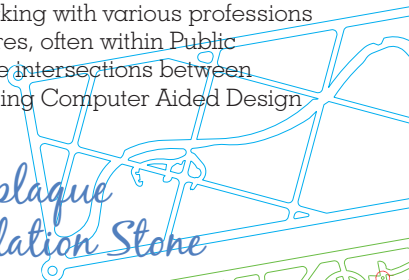 king with various professions
res, often within Public
e intersections between
ing Computer Aided Design
plaque
lation Stone